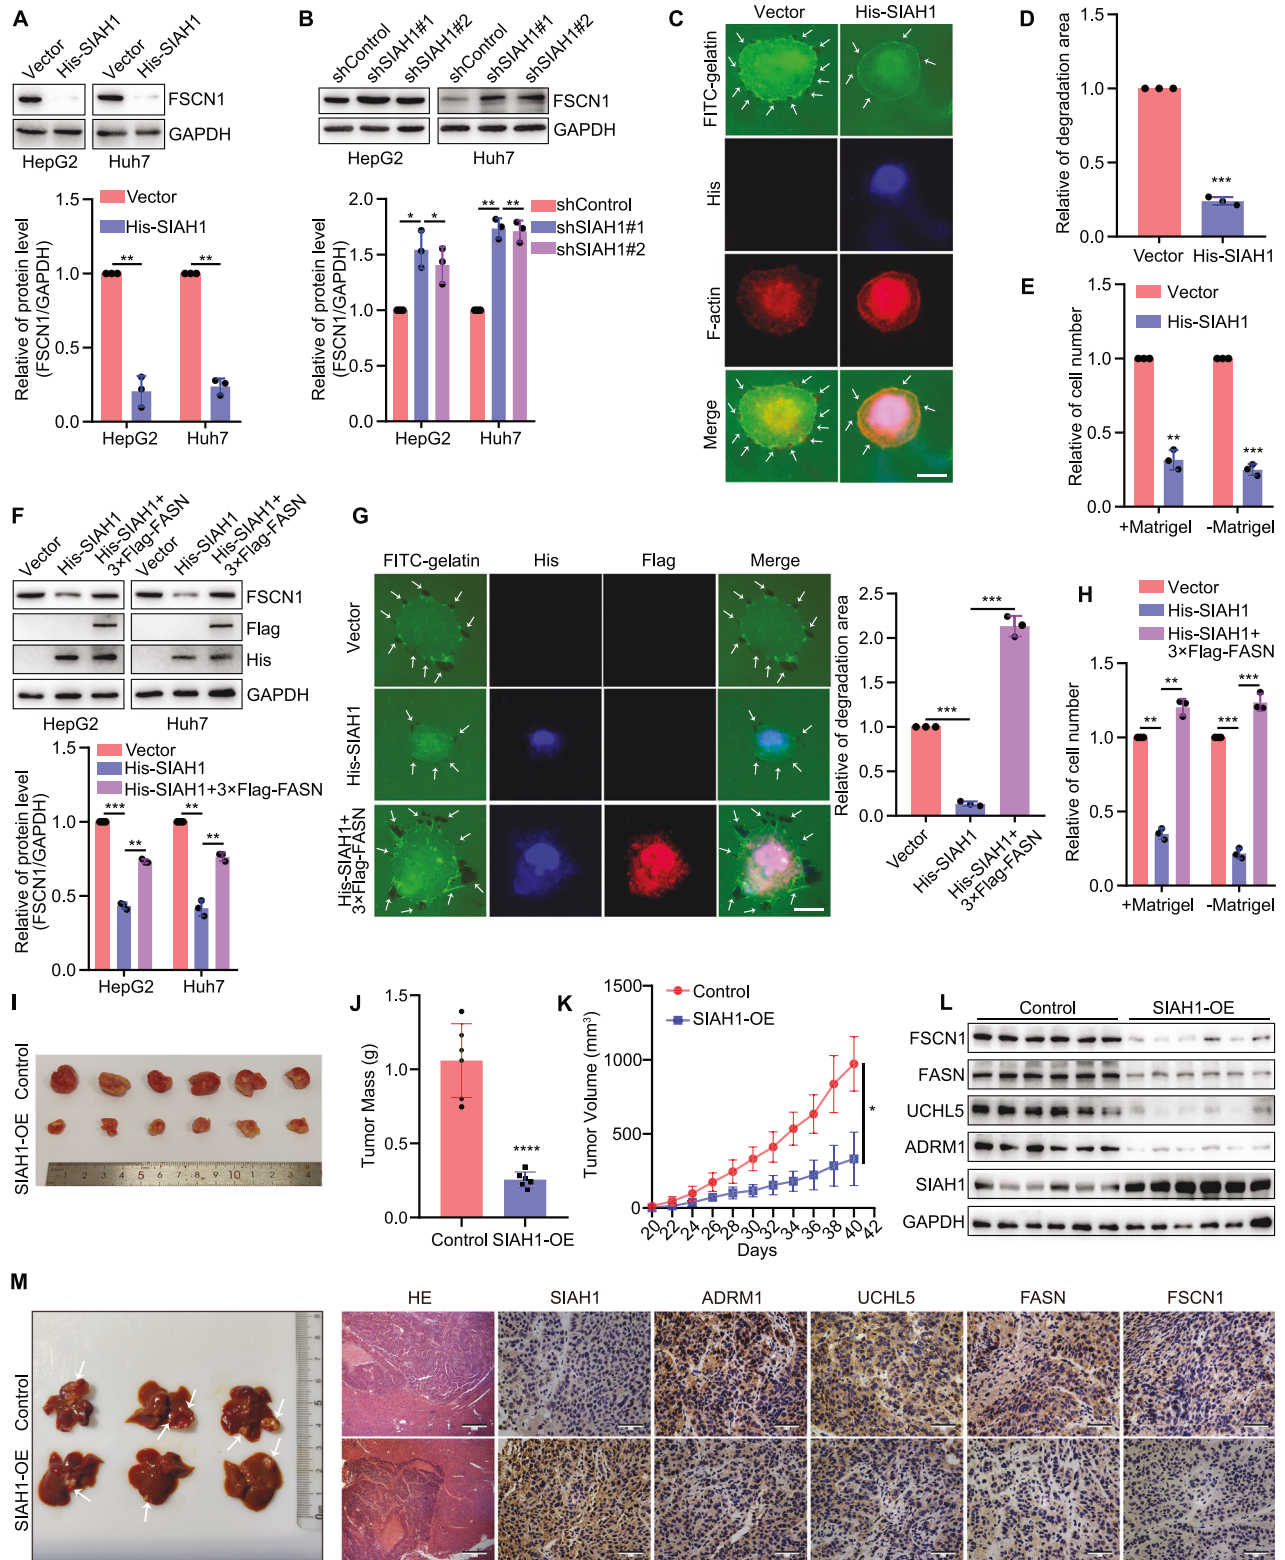 A
Vector
His-SIAH1
Vector
His-SIAH1
FSCN1
GAPDH
HepG2
Huh7
1.5
1.0
0.5
0.0
Vector
His-SIAH1
**
**
Relative of protein level
(FSCN1/GAPDH)
HepG2
Huh7
B
shControl
shSIAH1#1
shSIAH1#2
shControl
shSIAH1#1
shSIAH1#2
FSCN1
GAPDH
HepG2
Huh7
2.0
1.5
1.0
0.5
0.0
*
*
**
**
shControl
shSIAH1#1
shSIAH1#2
Relative of protein level
(FSCN1/GAPDH)
HepG2
Huh7
C
Vector
His-SIAH1
FITC-gelatin
His
F-actin
Merge
D
Relative of degradation area
1.5
1.0
0.5
0.0
***
Vector
His-SIAH1
E
Vector
His-SIAH1
Relative of cell number
1.5
1.0
0.5
0.0
**
***
+Matrigel
-Matrigel
F
Vector
His-SIAH1
His-SIAH1+
3×Flag-FASN
Vector
His-SIAH1
His-SIAH1+
3×Flag-FASN
FSCN1
Flag
His
GAPDH
HepG2
Huh7
1.5
1.0
0.5
0.0
Vector
His-SIAH1
His-SIAH1+3×Flag-FASN
***
**
**
**
Relative of protein level
(FSCN1/GAPDH)
HepG2
Huh7
G
FITC-gelatin
His
Flag
Merge
Vector
His-SIAH1
His-SIAH1+
3×Flag-FASN
Relative of degradation area
2.5
2.0
1.5
1.0
0.5
0.0
***
***
Vector
His-SIAH1
His-SIAH1+
3×Flag-FASN
H
Vector
His-SIAH1
His-SIAH1+
3×Flag-FASN
Relative of cell number
1.5
1.0
0.5
0.0
**
**
***
***
+Matrigel
-Matrigel
I
Control
SIAH1-OE
1 2 3 4 5 6 7 8 9 10 1 2 3 4
J
Tumor Mass (g)
1.5
1.0
0.5
0.0
****
Control SIAH1-OE
K
Tumor Volume (mm³)
1500
1000
500
0
Control
SIAH1-OE
*
20 22 24 26 28 30 32 34 36 38 40 42
Days
L
Control
SIAH1-OE
FSCN1
FASN
UCHL5
ADRM1
SIAH1
GAPDH
M
Control
SIAH1-OE
HE
SIAH1
ADRM1
UCHL5
FASN
FSCN1